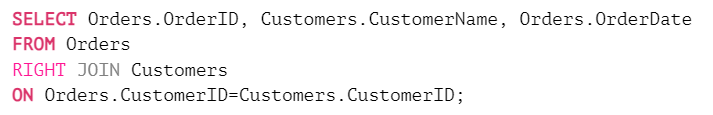 SELECT Orders.OrderID, Customers.CustomerName, Orders.OrderDate
FROM Orders
RIGHT JOIN Customers
ON Orders.CustomerID=Customers.CustomerID;